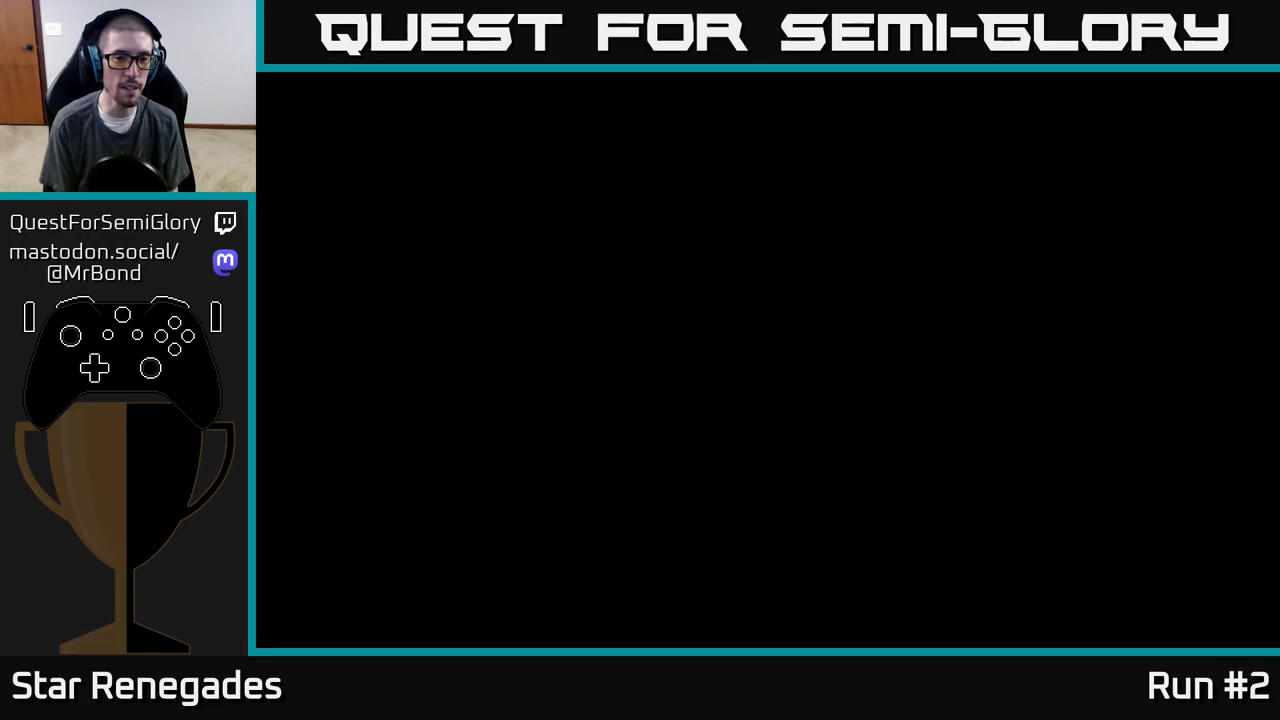 QUEST FOR SEMI-GLORY
QuestForSemiGlory
mastodon.social/
@MrBond
Star Renegades
Run #2